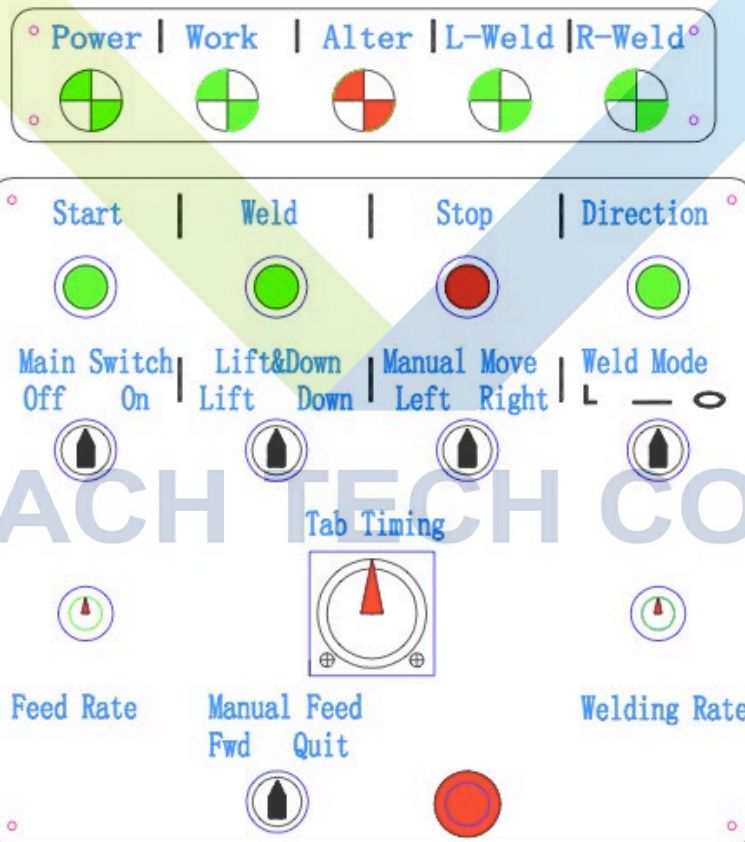 Power | Work | Alter | L-Weld | R-Weld
Start | Weld | Stop | Direction
Main Switch | Lift&Down | Manual Move | Weld Mode
Off On | Lift Down | Left Right | L — O
ACH TECH CO
Tab Timing
Feed Rate Manual Feed Welding Rate
Fwd Quit